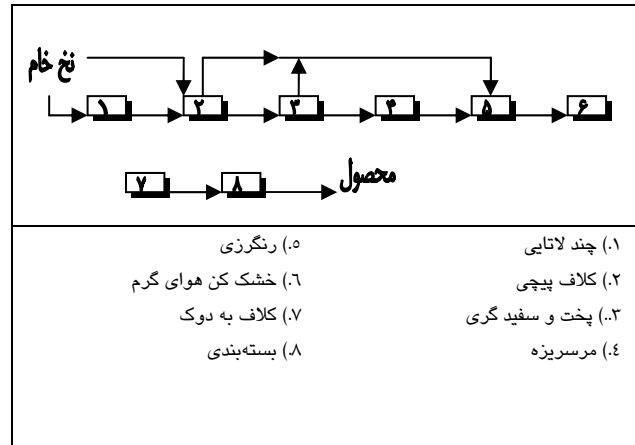 نخ خام
۱ ۲ ۳ ۴ ۵ ۶
۷ ۸ محصول
۱.) چند لاتایی
۲.) کلاف پیچی
۳..) پخت و سفید گری
۴.) مرسریزه
۵.) رنگرزی
۶.) خشک کن هوای گرم
۷.) کلاف به دوک
۸.) بسته‌بندی